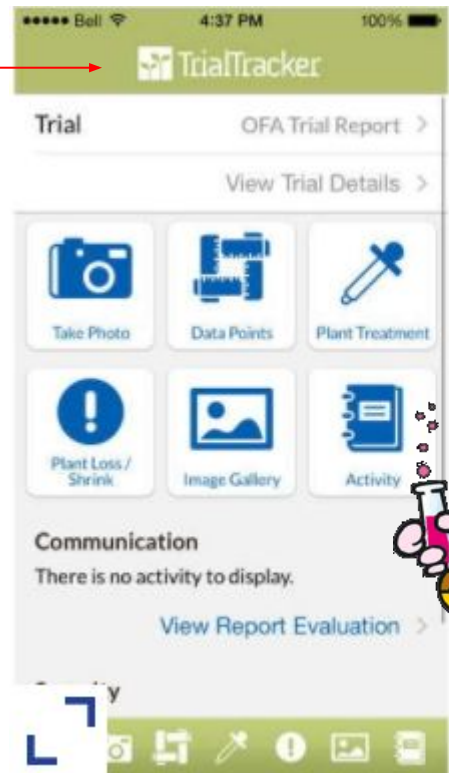 Bell 4:37 PM 100%
TrialTracker
Trial OFA Trial Report >
View Trial Details >
Take Photo Data Points Plant Treatment
Plant Loss / Shrink Image Gallery Activity
Communication
There is no activity to display.
View Report Evaluation >